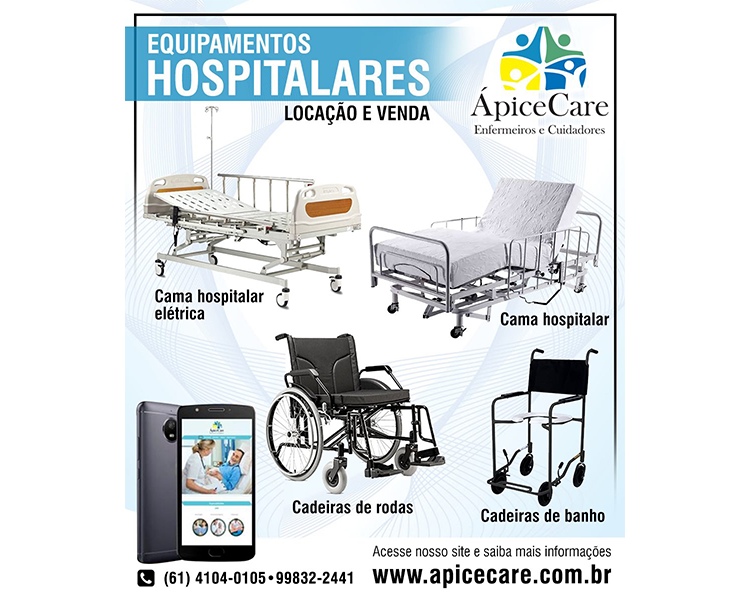 EQUIPAMENTOS
HOSPITALARES
LOCAÇÃO E VENDA
ÁpiceCare
Enfermeiros e Cuidadores
Cama hospitalar
elétrica
Cama hospitalar
ÁpiceCare
Cadeiras de rodas
Cadeiras de banho
Acesse nosso site e saiba mais informações
(61) 4104-0105•99832-2441
www.apicecare.com.br